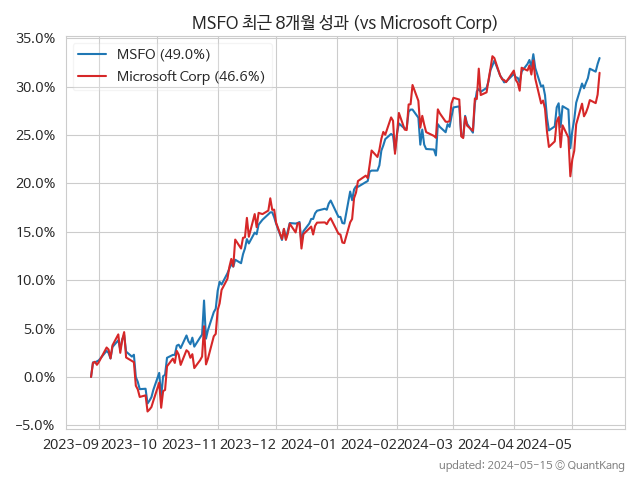 MSFO 최근 8개월 성과 (vs Microsoft Corp)
35.0%
MSFO (49.0%)
Microsoft Corp (46.6%)
30.0%
25.0%
20.0%
15.0%
10.0%
5.0%
0.0%
−5.0%
2023-09 2023-10 2023-11 2023-12 2024-01 2024-02 2024-03 2024-04 2024-05
updated: 2024-05-15 © QuantKang